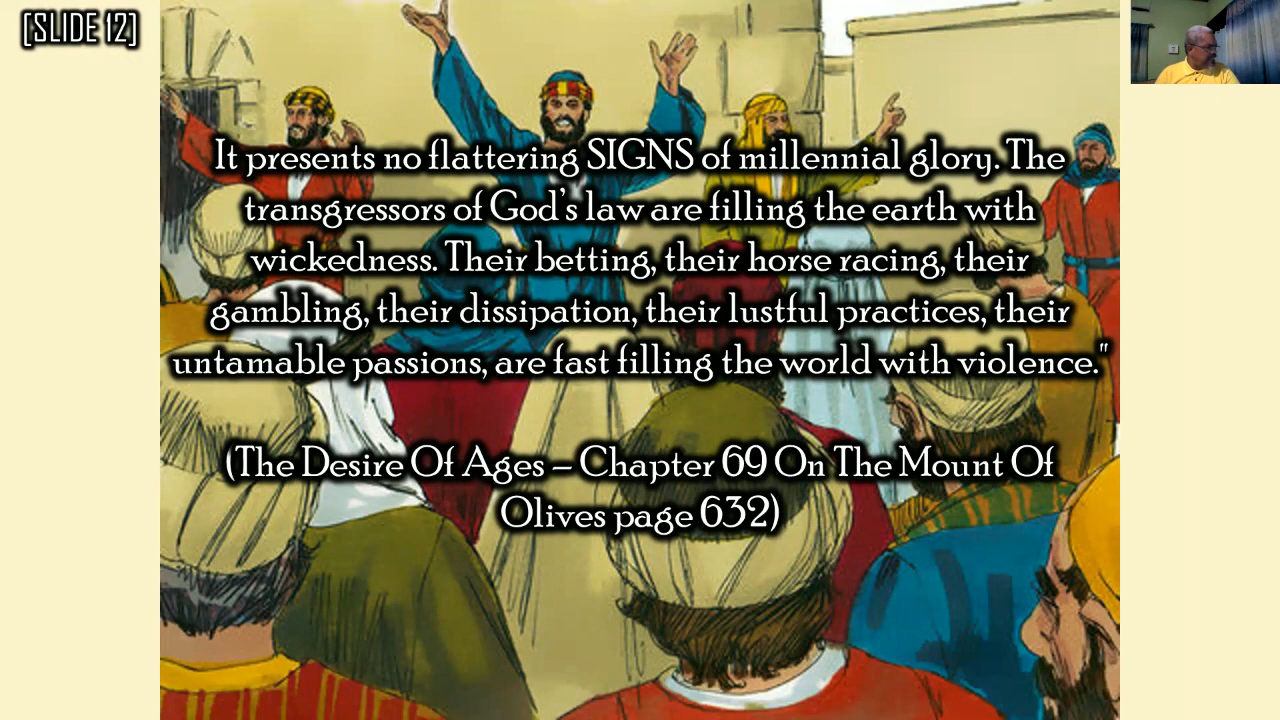 [SLIDE 12]
It presents no flattering SIGNS of millennial glory. The
transgressors of God's law are filling the earth with
wickedness. Their betting, their horse racing, their
gambling, their dissipation, their lustful practices, their
untamable passions, are fast filling the world with violence."
(The Desire Of Ages – Chapter 69 On The Mount Of
Olives page 632)